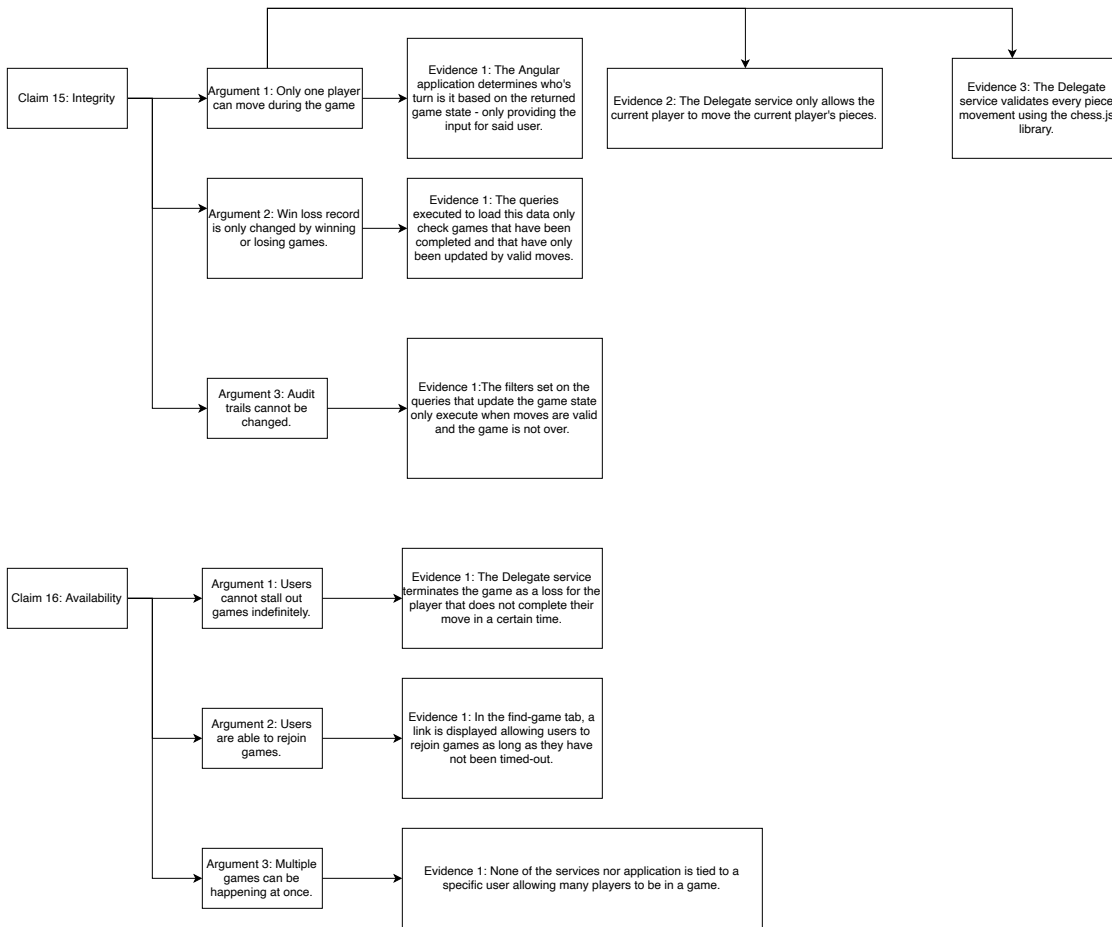 Claim 15: Integrity
Argument 1: Only one player
can move during the game
Evidence 1: The Angular
application determines who's
turn is it based on the returned
game state - only providing the
input for said user.
Evidence 2: The Delegate service only allows the
current player to move the current player's pieces.
Evidence 3: The Delegate
service validates every piece
movement using the chess.js
library.
Argument 2: Win loss record
is only changed by winning
or losing games.
Evidence 1: The queries
executed to load this data only
check games that have been
completed and that have only
been updated by valid moves.
Argument 3: Audit
trails cannot be
changed.
Evidence 1:The filters set on the
queries that update the game state
only execute when moves are valid
and the game is not over.
Claim 16: Availability
Argument 1: Users
cannot stall out
games indefinitely.
Evidence 1: The Delegate service
terminates the game as a loss for the
player that does not complete their
move in a certain time.
Argument 2: Users
are able to rejoin
games.
Evidence 1: In the find-game tab, a
link is displayed allowing users to
rejoin games as long as they have
not been timed-out.
Argument 3: Multiple
games can be
happening at once.
Evidence 1: None of the services nor application is tied to a
specific user allowing many players to be in a game.